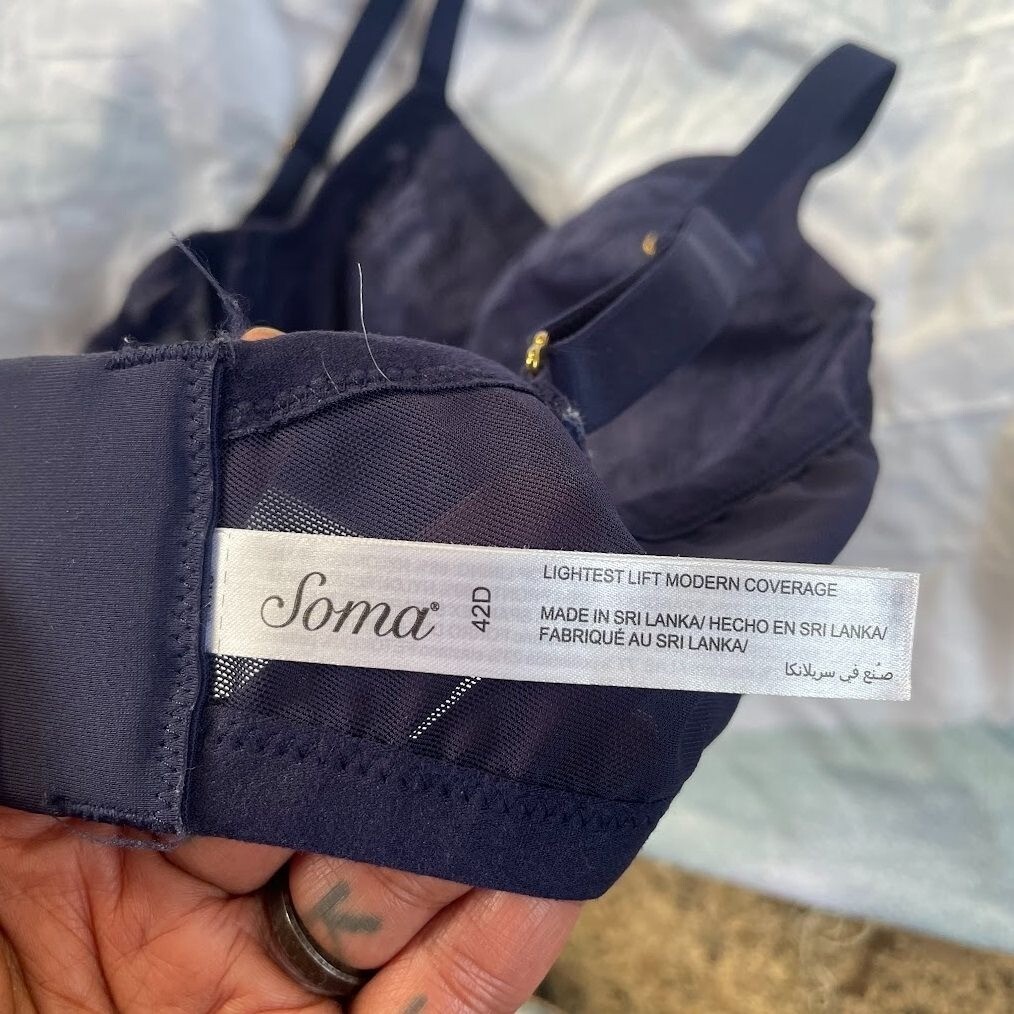 Soma®
42D
LIGHTEST LIFT MODERN COVERAGE
MADE IN SRI LANKA/ HECHO EN SRI LANKA/
FABRIQUÉ AU SRI LANKA/
صُنع في سريلانكا
K